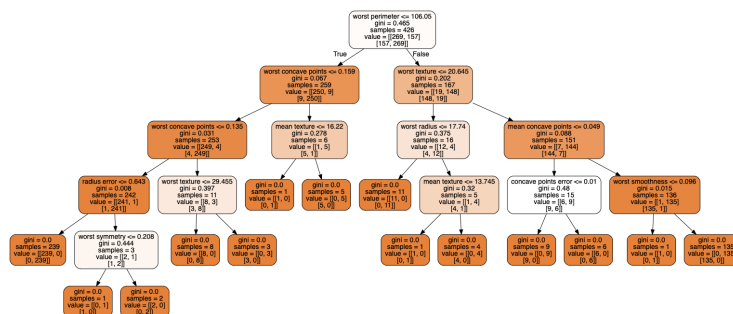 worst perimeter <= 106.05
gini = 0.465
samples = 426
value = [[269, 157]
[157, 269]]
True
False
worst concave points <= 0.159
gini = 0.067
samples = 259
value = [[250, 9]
[9, 250]]
worst texture <= 20.645
gini = 0.202
samples = 167
value = [[19, 148]
[148, 19]]
worst concave points <= 0.135
gini = 0.031
samples = 253
value = [[249, 4]
[4, 249]]
mean texture <= 16.22
gini = 0.278
samples = 6
value = [[1, 5]
[5, 1]]
worst radius <= 17.74
gini = 0.375
samples = 16
value = [[12, 4]
[4, 12]]
mean concave points <= 0.049
gini = 0.088
samples = 151
value = [[7, 144]
[144, 7]]
radius error <= 0.643
gini = 0.008
samples = 242
value = [[241, 1]
[1, 241]]
worst texture <= 29.455
gini = 0.397
samples = 11
value = [[8, 3]
[3, 8]]
gini = 0.0
samples = 1
value = [[1, 0]
[0, 1]]
gini = 0.0
samples = 5
value = [[0, 5]
[5, 0]]
gini = 0.0
samples = 11
value = [[11, 0]
[0, 11]]
mean texture <= 13.745
gini = 0.32
samples = 5
value = [[1, 4]
[4, 1]]
concave points error <= 0.01
gini = 0.48
samples = 15
value = [[6, 9]
[9, 6]]
worst smoothness <= 0.096
gini = 0.015
samples = 136
value = [[1, 135]
[135, 1]]
gini = 0.0
samples = 239
value = [[239, 0]
[0, 239]]
worst symmetry <= 0.208
gini = 0.444
samples = 3
value = [[2, 1]
[1, 2]]
gini = 0.0
samples = 8
value = [[8, 0]
[0, 8]]
gini = 0.0
samples = 3
value = [[0, 3]
[3, 0]]
gini = 0.0
samples = 1
value = [[1, 0]
[0, 1]]
gini = 0.0
samples = 4
value = [[0, 4]
[4, 0]]
gini = 0.0
samples = 9
value = [[0, 9]
[9, 0]]
gini = 0.0
samples = 6
value = [[6, 0]
[0, 6]]
gini = 0.0
samples = 1
value = [[1, 0]
[0, 1]]
gini = 0.0
samples = 135
value = [[0, 135]
[135, 0]]
gini = 0.0
samples = 1
value = [[0, 1]
[1, 0]]
gini = 0.0
samples = 2
value = [[2, 0]
[0, 2]]